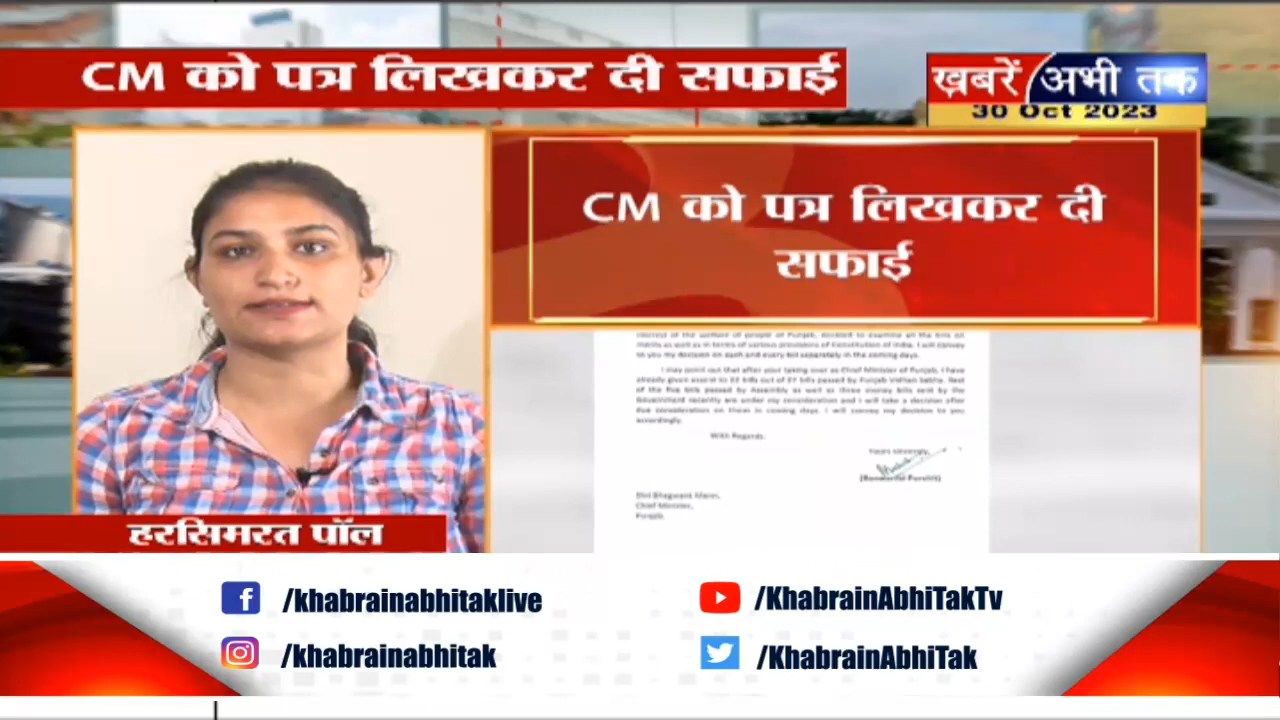 CM को पत्र लिखकर दी सफाई
ख़बरें अभी तक
30 Oct 2023
CM को पत्र लिखकर दी
सफाई
interest of the welfare of people of Punjab, decided to examine all the bills on
merits as well as in terms of various provisions of Constitution of India. I will convey
to you my decision on each and every bill separately in the coming days.
I may point out that after your taking over as Chief Minister of Punjab, I have
already given assent to 22 bills out of 27 bills passed by Punjab Vidhan Sabha. Rest
of the five bills passed by Assembly as well as three money bills sent by the
Government recently are under my consideration and I will take a decision after
due consideration on them in coming days. I will convey my decision to you
accordingly.
With Regards.
Yours sincerely,
(Banwarilal Purohit)
Shri Bhagwant Mann,
Chief Minister,
Punjab.
हरसिमरत पॉल
/khabrainabhitaklive
/KhabrainAbhiTakTv
/khabrainabhitak
/KhabrainAbhiTak